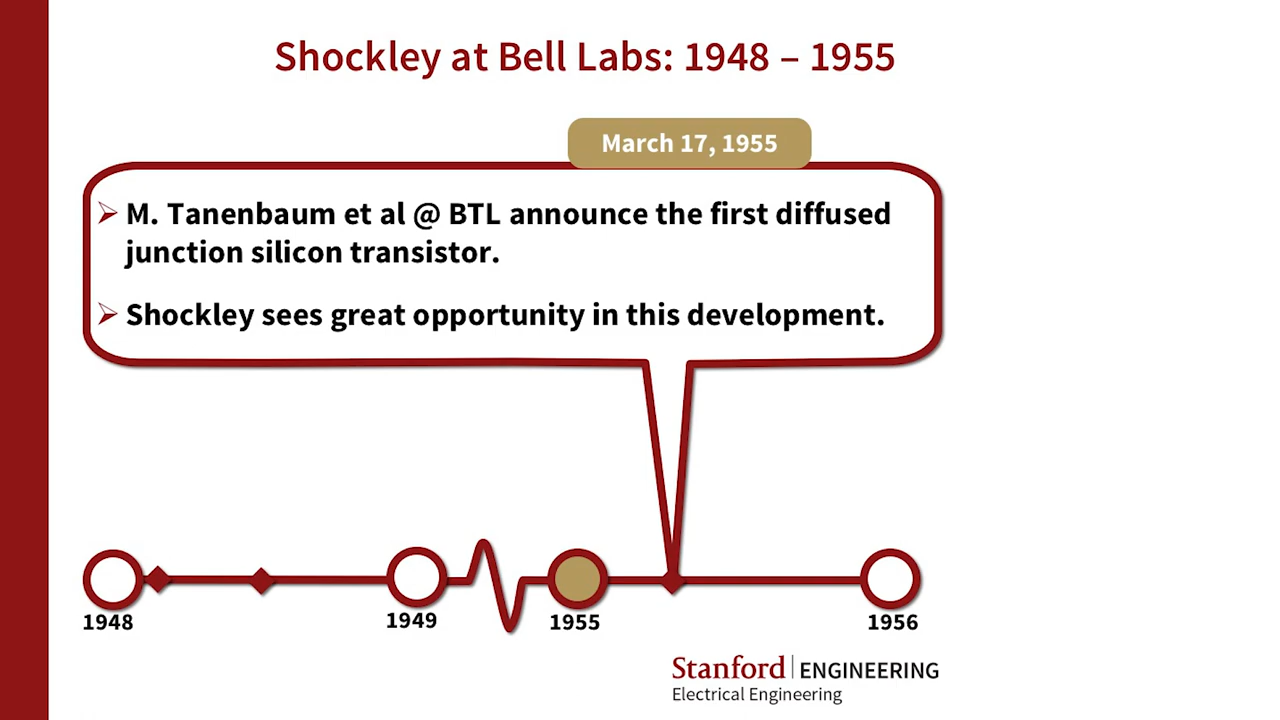 Shockley at Bell Labs: 1948 – 1955
March 17, 1955
➢ M. Tanenbaum et al @ BTL announce the first diffused
junction silicon transistor.
➢ Shockley sees great opportunity in this development.
1948
1949
1955
1956
Stanford | ENGINEERING
Electrical Engineering